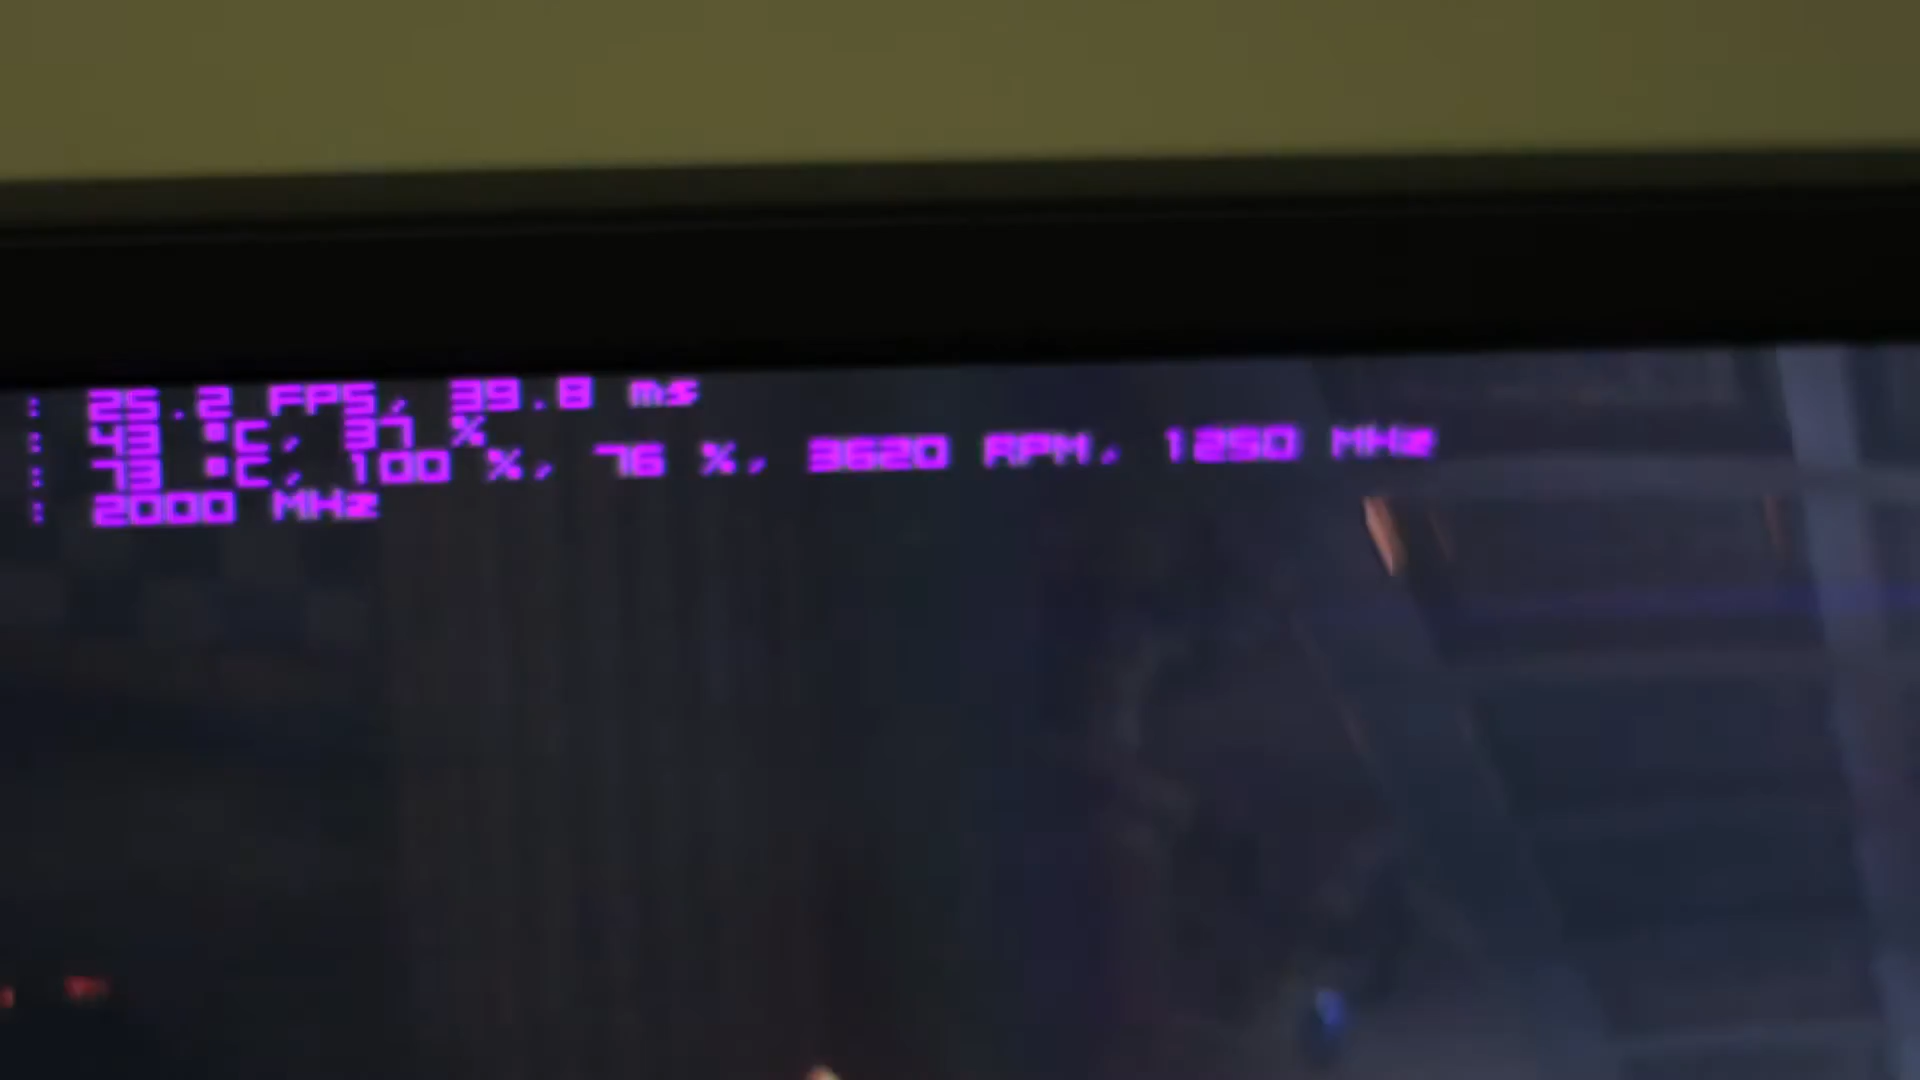 : 25.2 FPS, 39.8 ms
: 43 °C, 37 %
: 73 °C, 100 %, 76 %, 3620 RPM, 1250 MHz
: 2000 MHz